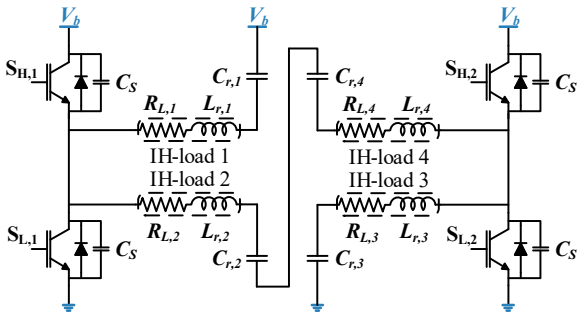 V_b V_b V_b
S_H,1 C_S C_r,1 C_r,4 S_H,2 C_S
R_L,1 L_r,1 R_L,4 L_r,4
IH-load 1 IH-load 4
IH-load 2 IH-load 3
S_L,1 C_S R_L,2 L_r,2 R_L,3 L_r,3 S_L,2 C_S
C_r,2 C_r,3